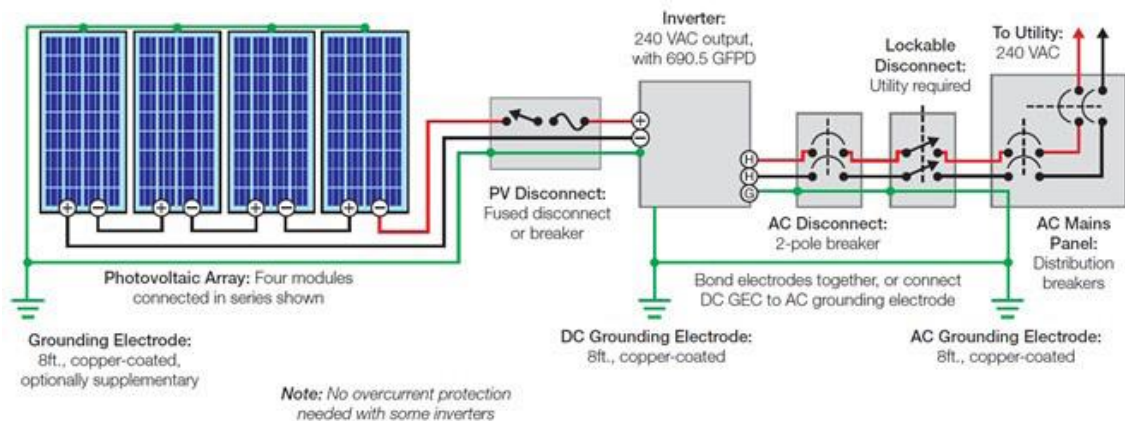 Inverter:
240 VAC output,
with 690.5 GFPD
Lockable
Disconnect:
Utility required
To Utility:
240 VAC
+
−
H
H
G
+ − + − + − + −
PV Disconnect:
Fused disconnect
or breaker
AC Disconnect:
2-pole breaker
AC Mains
Panel:
Distribution
breakers
Photovoltaic Array: Four modules
connected in series shown
Bond electrodes together, or connect
DC GEC to AC grounding electrode
Grounding Electrode:
8ft., copper-coated,
optionally supplementary
DC Grounding Electrode:
8ft., copper-coated
AC Grounding Electrode:
8ft., copper-coated
Note: No overcurrent protection
needed with some inverters